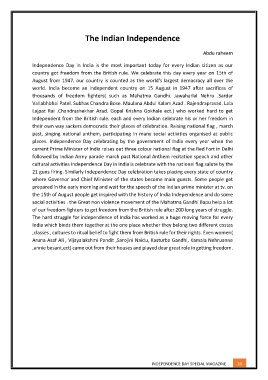 The Indian Independence
Abdu raheem
Independence Day in India is the most important today for every Indian citizen as our
country got freedom from the British rule. We celebrate this day every year on 15th of
August from 1947. our country is counted as the world's largest democracy all over the
world. India become an independent country on 15 August in 1947 after sacrifices of
thousands of freedom fighters( such as Mahatma Gandhi, Jawaharlal Nehru ,Sardar
Vallabhbhai Patel, Subhas Chandra Bose. Maulana Abdul Kalam Azad . Rajendraprasad. Lala
Lajpat Rai .Chandrashekhar Azad. Gopal Krishna Gokhale ect.) who worked hard to get
Independent from the British rule. each and every Indian celebrate his or her freedom in
their own way sackets democratic their places of celebration. Raising national flag , march
past, singing national anthem, participating in many social activities organised at public
places. Independence Day celebrating by the government of India every year when the
current Prime Minister of India raises out three colour national flag at the Red Fort in Delhi
followed by Indian Army parade march past National Anthem recitation speech and other
cultural activities Independence Day in India is celebrate with the national flag salute by the
21 guns firing. Similarly Independence Day celebration takes placing every state of country
where Governor and Chief Minister of the states become main guests. Some people get
prepared in the early morning and wait for the speech of the Indian prime minister at tv. on
the 15th of August people get inspired with the history of India Independence and do some
social activities . the Great non violence movement of the Mahatma Gandhi Bapu help a lot
of our freedom fighters to get freedom from the British rule after 200 long years of struggle.
The hard struggle for independence of India has worked as a huge moving force for every
India which binds them together at the one place whether they belong two different costes
,classes , cultures to ritual belief to fight them from British rule for their rights. Even women(
Aruna Asaf Ali , Vijaya lakshmi Pandit ,Sarojini Naidu, Kasturba Gandhi , Kamala Nehruanna
,annie besant,ect) came out from their houses and played dear great role in getting freedom.
INDEPENDENCE DAY SPECIAL MAGAZINE